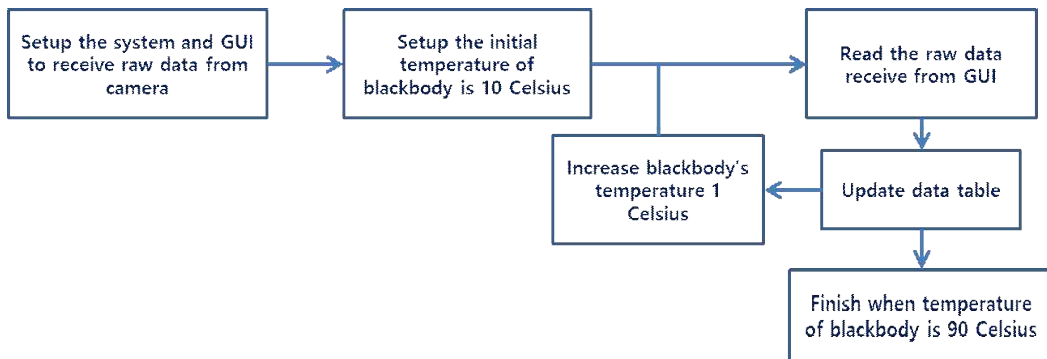 Setup the system and GUI
to receive raw data from
camera
Setup the initial
temperature of
blackbody is 10 Celsius
Read the raw data
receive from GUI
Increase blackbody's
temperature 1
Celsius
Update data table
Finish when temperature
of blackbody is 90 Celsius